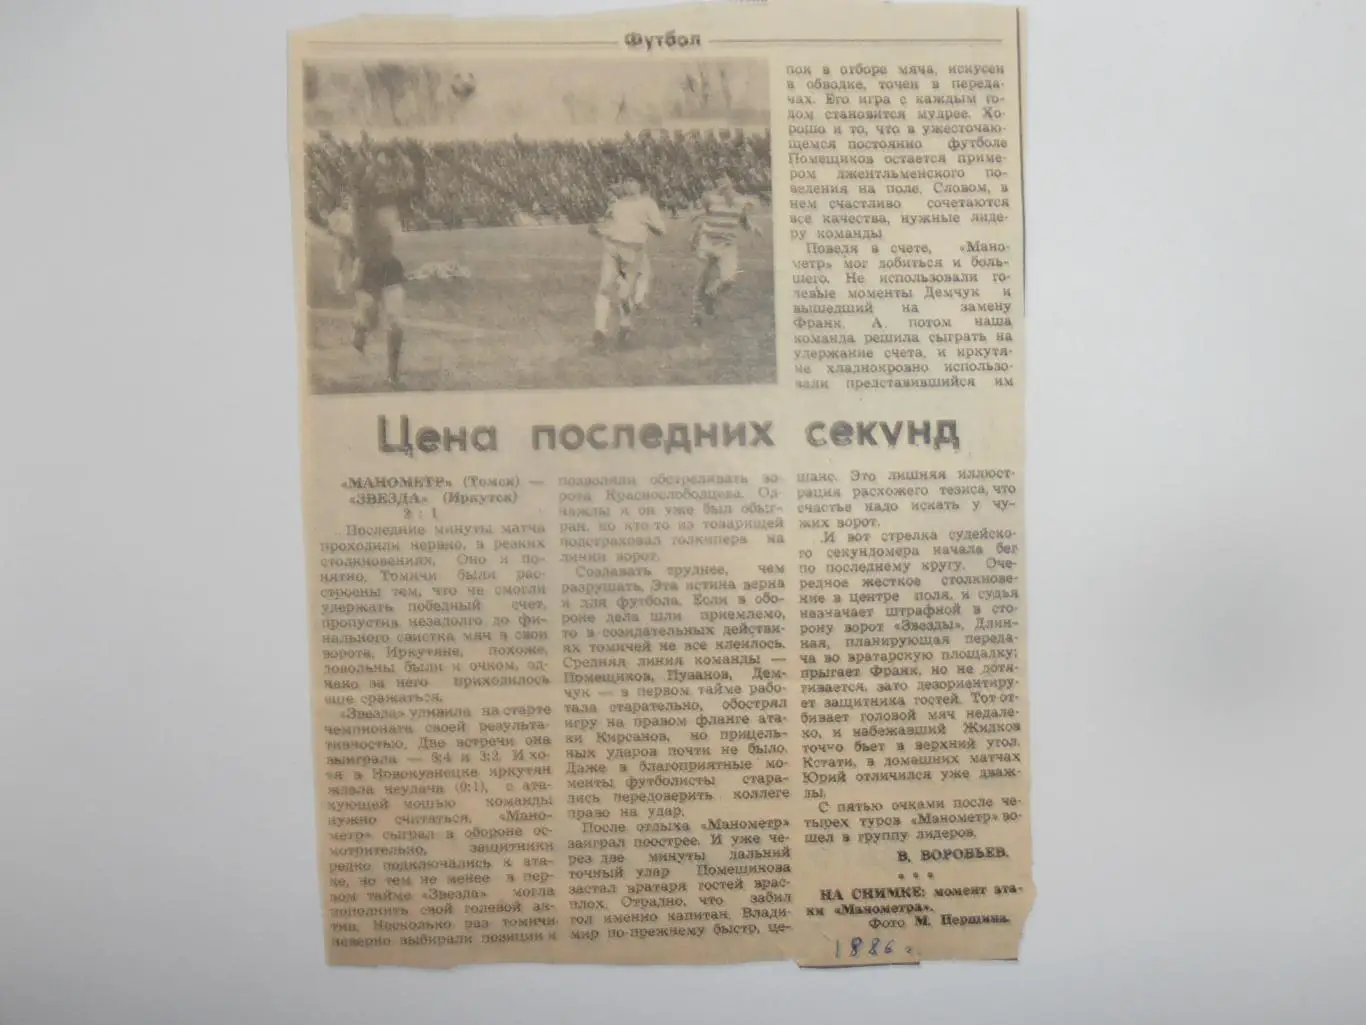 Футбол
Цена последних секунд
«МАНОМЕТР» (Томск) —
«ЗВЕЗДА» (Иркутск)
2 : 1
Последние минуты матча
проходили нервно, в резких
столкновениях. Оно и по-
нятно. Томичи были рас-
строены тем, что не смогли
удержать победный счет,
пропустив незадолго до фи-
нального свистка мяч в свои
ворота. Иркутяне, похоже,
довольны были и очком, од-
нако за него приходилось
еще сражаться.
«Звезда» удивила на старте
чемпионата своей результа-
тивностью. Две встречи она
выиграла — 6:4 и 3:2. И хо-
тя в Новокузнецке иркутян
ждала неудача (0:1), с ата-
кующей мощью команды
нужно считаться. «Мано-
метр» сыграл в обороне ос-
мотрительно, защитники
редко подключались к ата-
ке, но тем не менее в пер-
вом тайме «Звезда» могла
пополнить свой голевой ак-
тив. Несколько раз томичи
неверно выбирали позиции и
позволяли обстреливать во-
рота Краснослободцева. Од-
нажды и он уже был обыг-
ран, но кто-то из товарищей
подстраховал голкипера на
линии ворот.
Создавать труднее, чем
разрушать. Эта истина верна
и для футбола. Если в обо-
роне дела шли приемлемо,
то в созидательных действи-
ях томичей не все клеилось.
Средняя линия команды —
Помещиков, Пузанов, Дем-
чук — в первом тайме рабо-
тала старательно, обострял
игру на правом фланге ата-
ки Кирсанов, но прицель-
ных ударов почти не было.
Даже в благоприятные мо-
менты футболисты стара-
лись передоверить коллеге
право на удар.
После отдыха «Манометр»
заиграл поострее. И уже че-
рез две минуты дальний
точный удар Помещикова
застал вратаря гостей врас-
плох. Отрадно, что забил
гол именно капитан. Влади-
мир по-прежнему быстр, це-
пок в отборе мяча, искусен
в обводке, точен в переда-
чах. Его игра с каждым го-
дом становится мудрее. Хо-
рошо и то, что в ужесточаю-
щемся постоянно футболе
Помещиков остается приме-
ром джентльменского по-
ведения на поле. Словом, в
нем счастливо сочетаются
все качества, нужные лиде-
ру команды.
Поведя в счете, «Мано-
метр» мог добиться и боль-
шего. Не использовали го-
левые моменты Демчук и
вышедший на замену
Франк. А потом наша
команда решила сыграть на
удержание счета, и иркутя-
не хладнокровно использо-
вали представившийся им
шанс. Это лишняя иллюст-
рация расхожего тезиса, что
счастье надо искать у чу-
жих ворот.
...И вот стрелка судейско-
го секундомера начала бег
по последнему кругу. Оче-
редное жесткое столкнове-
ние в центре поля, и судья
назначает штрафной в сто-
рону ворот «Звезды». Длин-
ная, планирующая переда-
ча во вратарскую площадку;
прыгает Франк, но не дотя-
гивается, зато дезориентиру-
ет защитника гостей. Тот от-
бивает головой мяч недале-
ко, и набежавший Жидков
точно бьет в верхний угол.
Кстати, в домашних матчах
Юрий отличился уже дваж-
ды.
С пятью очками после че-
тырех туров «Манометр» во-
шел в группу лидеров.
В. ВОРОБЬЕВ.
* * *
НА СНИМКЕ: момент ата-
ки «Манометра».
Фото М. Першина.
1886 г.